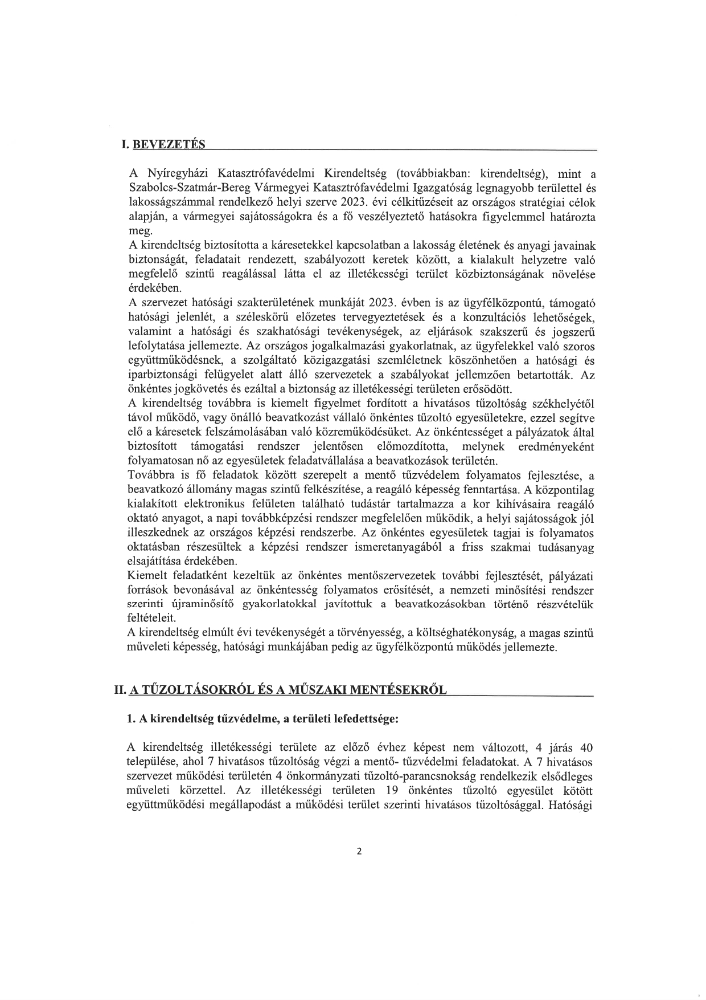 I. BEVEZETÉS
A Nyíregyházi Katasztrófavédelmi Kirendeltség (továbbiakban: kirendeltség), mint a
Szabolcs-Szatmár-Bereg Vármegyei Katasztrófavédelmi Igazgatóság legnagyobb területtel és
lakosságszámmal rendelkező helyi szerve 2023. évi célkitűzéseit az országos stratégiai célok
alapján, a vármegyei sajátosságokra és a fő veszélyeztető hatásokra figyelemmel határozta
meg.
A kirendeltség biztosította a káresetekkel kapcsolatban a lakosság életének és anyagi javainak
biztonságát, feladatait rendezett, szabályozott keretek között, a kialakult helyzetre való
megfelelő szintű reagálással látta el az illetékességi terület közbiztonságának növelése
érdekében.
A szervezet hatósági szakterületének munkáját 2023. évben is az ügyfélközpontú, támogató
hatósági jelenlét, a széleskörű előzetes tervegyeztetések és a konzultációs lehetőségek,
valamint a hatósági és szakhatósági tevékenységek, az eljárások szakszerű és jogszerű
lefolytatása jellemezte. Az országos jogalkalmazási gyakorlatnak, az ügyfelekkel való szoros
együttműködésnek, a szolgáltató közigazgatási szemléletnek köszönhetően a hatósági és
iparbiztonsági felügyelet alatt álló szervezetek a szabályokat jellemzően betartották. Az
önkéntes jogkövetés és ezáltal a biztonság az illetékességi területen erősödött.
A kirendeltség továbbra is kiemelt figyelmet fordított a hivatásos tűzoltóság székhelyétől
távol működő, vagy önálló beavatkozást vállaló önkéntes tűzoltó egyesületekre, ezzel segítve
elő a káresetek felszámolásában való közreműködésüket. Az önkéntességet a pályázatok által
biztosított támogatási rendszer jelentősen előmozdította, melynek eredményeként
folyamatosan nő az egyesületek feladatvállalása a beavatkozások területén.
Továbbra is fő feladatok között szerepelt a mentő tűzvédelem folyamatos fejlesztése, a
beavatkozó állomány magas szintű felkészítése, a reagáló képesség fenntartása. A központilag
kialakított elektronikus felületen található tudástár tartalmazza a kor kihívásaira reagáló
oktató anyagot, a napi továbbképzési rendszer megfelelően működik, a helyi sajátosságok jól
illeszkednek az országos képzési rendszerbe. Az önkéntes egyesületek tagjai is folyamatos
oktatásban részesültek a képzési rendszer ismeretanyagából a friss szakmai tudásanyag
elsajátítása érdekében.
Kiemelt feladatként kezeltük az önkéntes mentőszervezetek további fejlesztését, pályázati
források bevonásával az önkéntesség folyamatos erősítését, a nemzeti minősítési rendszer
szerinti újraminősítő gyakorlatokkal javítottuk a beavatkozásokban történő részvételük
feltételeit.
A kirendeltség elmúlt évi tevékenységét a törvényesség, a költséghatékonyság, a magas szintű
műveleti képesség, hatósági munkájában pedig az ügyfélközpontú működés jellemezte.
II. A TŰZOLTÁSOKRÓL ÉS A MŰSZAKI MENTÉSEKRŐL
1. A kirendeltség tűzvédelme, a területi lefedettsége:
A kirendeltség illetékességi területe az előző évhez képest nem változott, 4 járás 40
települése, ahol 7 hivatásos tűzoltóság végzi a mentő- tűzvédelmi feladatokat. A 7 hivatásos
szervezet működési területén 4 önkormányzati tűzoltó-parancsnokság rendelkezik elsődleges
műveleti körzettel. Az illetékességi területen 19 önkéntes tűzoltó egyesület kötött
együttműködési megállapodást a működési terület szerinti hivatásos tűzoltósággal. Hatósági
2